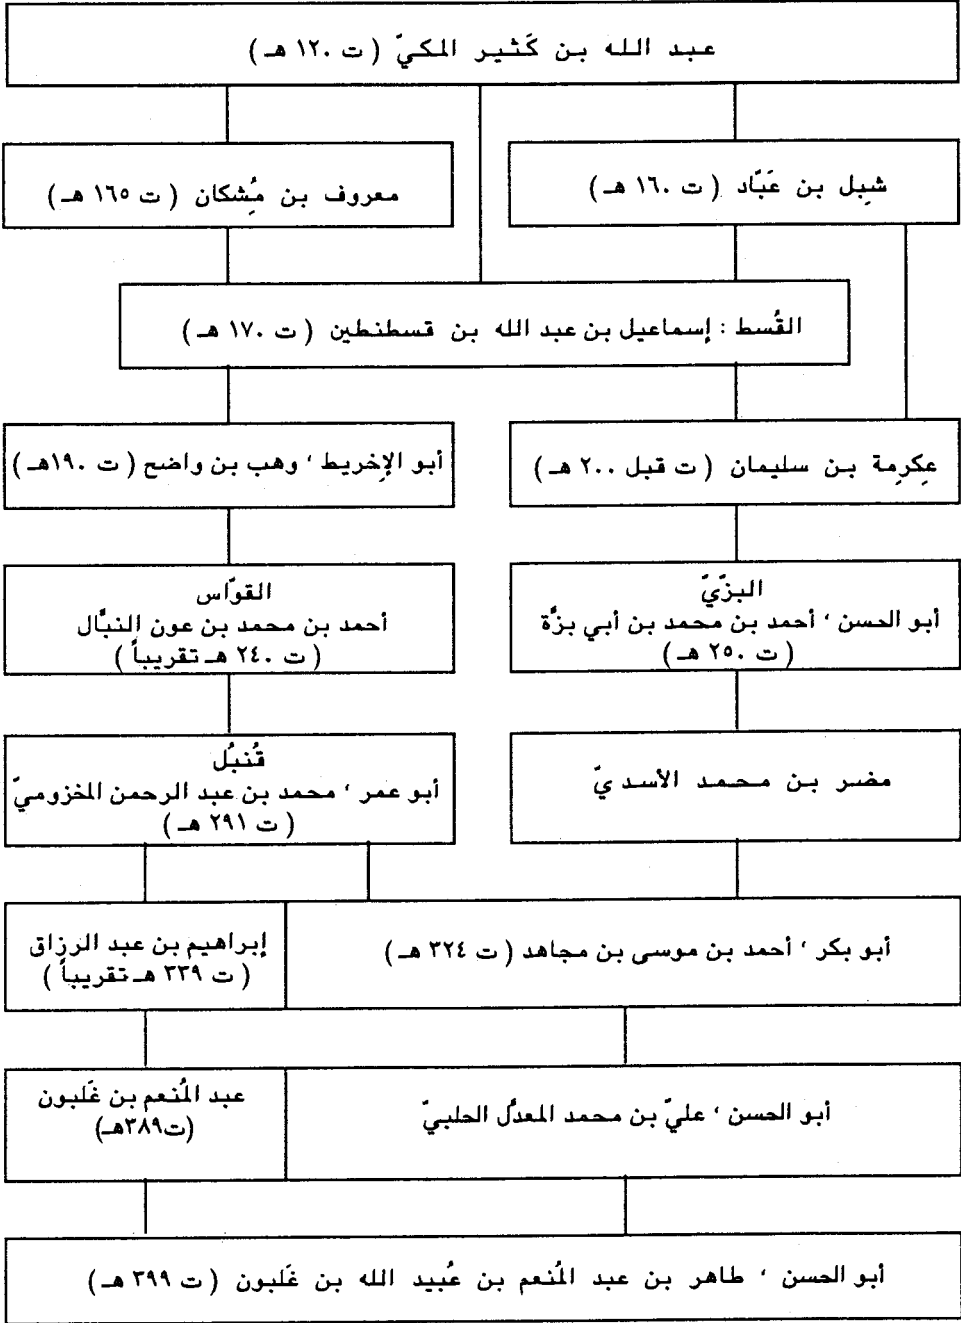 عبد الله بن كَثير المكيّ ( ت ١٢٠ هـ )
شِبل بن عَبّاد ( ت ١٦٠ هـ )
معروف بن مُشكان ( ت ١٦٥ هـ )
القُسط : إسماعيل بن عبد الله بن قسطنطين ( ت ١٧٠ هـ )
عِكرِمة بن سليمان ( ت قبل ٢٠٠ هـ )
أبو الإخريط ، وهب بن واضح ( ت ١٩٠هـ )
البزّيّ
أبو الحسن ، أحمد بن محمد بن أبي بزّة
( ت ٢٥٠ هـ )
القوّاس
أحمد بن محمد بن عون النبّال
( ت ٢٤٠ هـ تقريباً )
مضر بن محمد الأسديّ
قُنبُل
أبو عمر ، محمد بن عبد الرحمن المخزوميّ
( ت ٢٩١ هـ )
أبو بكر ، أحمد بن موسى بن مجاهد ( ت ٣٢٤ هـ )
إبراهيم بن عبد الرزاق
( ت ٣٣٩ هـ تقريباً )
أبو الحسن ، عليّ بن محمد المعدّل الحلبيّ
عبد المُنعم بن غَلبون
(ت٣٨٩هـ)
أبو الحسن ، طاهر بن عبد المُنعم بن عُبيد الله بن غَلبون ( ت ٣٩٩ هـ )